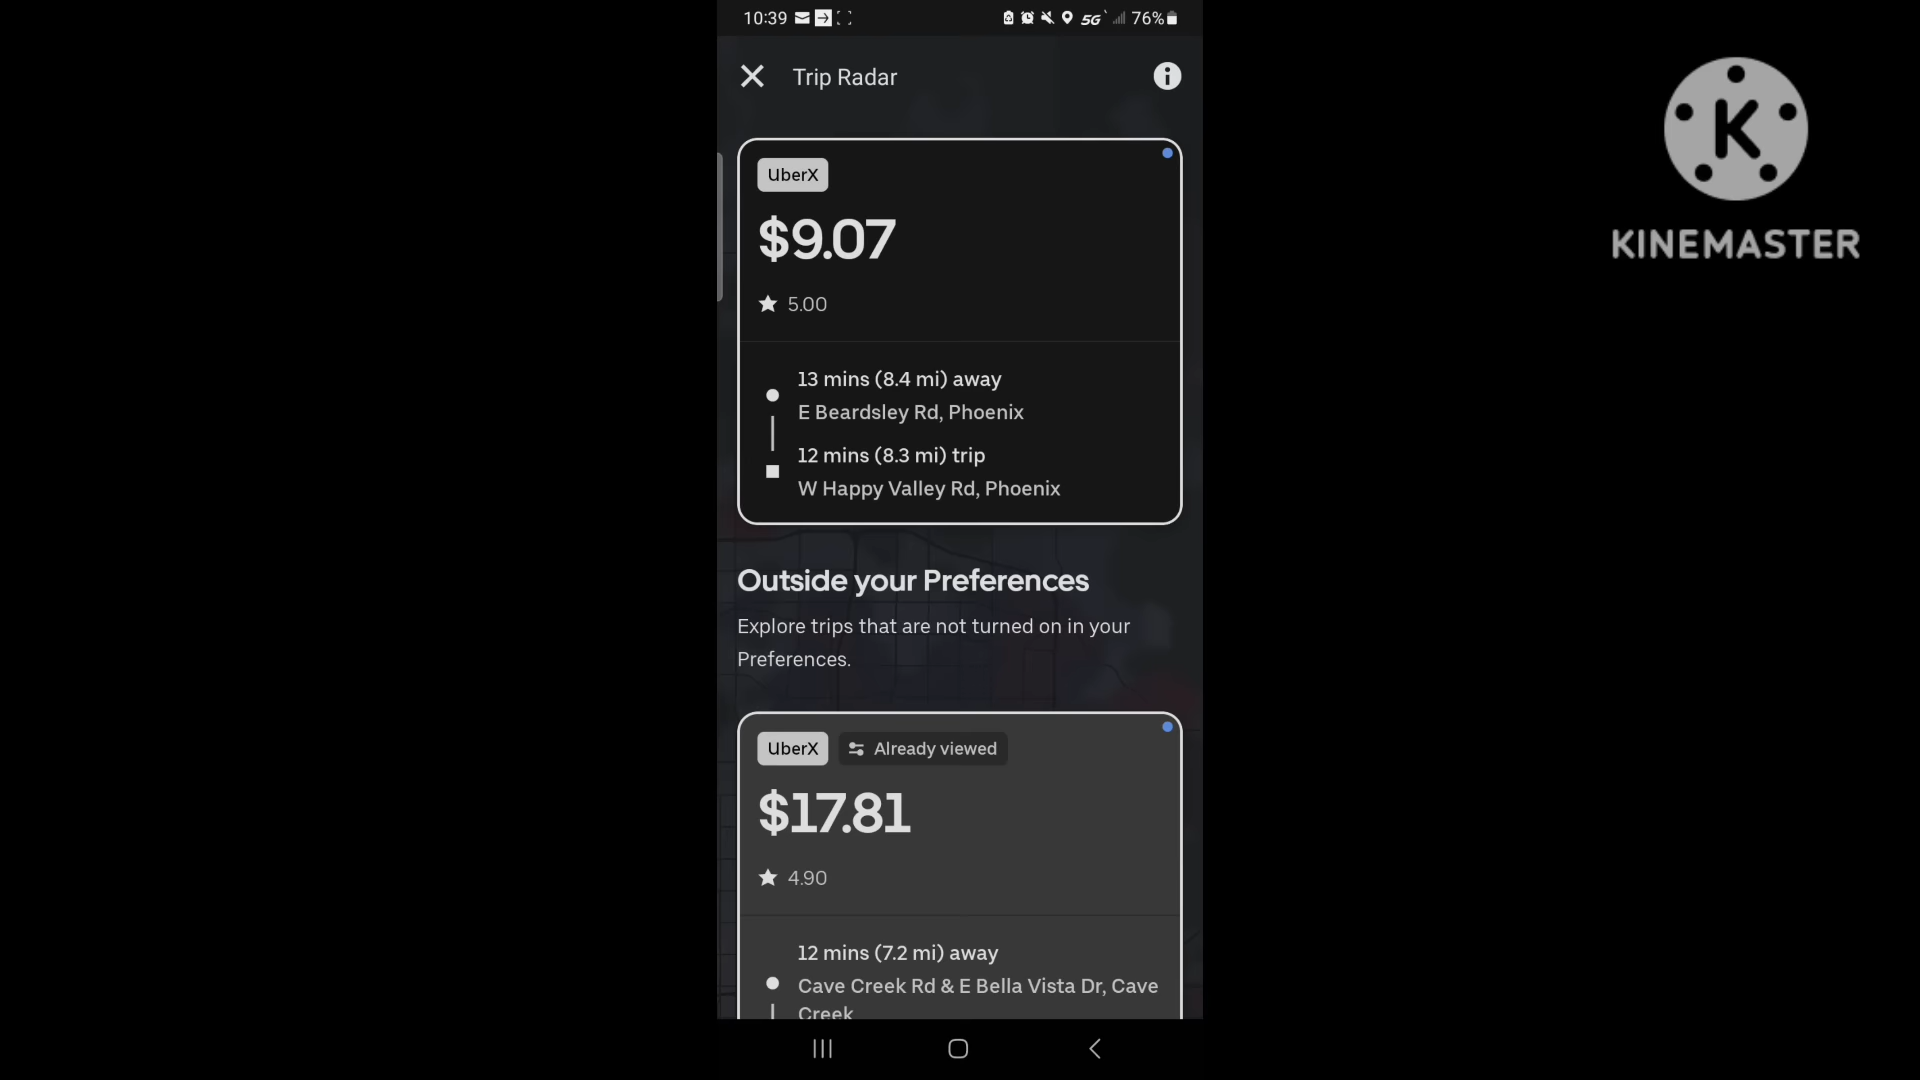 10:39
5G
76%
Trip Radar
K
KINEMASTER
UberX
$9.07
5.00
13 mins (8.4 mi) away
E Beardsley Rd, Phoenix
12 mins (8.3 mi) trip
W Happy Valley Rd, Phoenix
Outside your Preferences
Explore trips that are not turned on in your
Preferences.
UberX
Already viewed
$17.81
4.90
12 mins (7.2 mi) away
Cave Creek Rd & E Bella Vista Dr, Cave
Creek